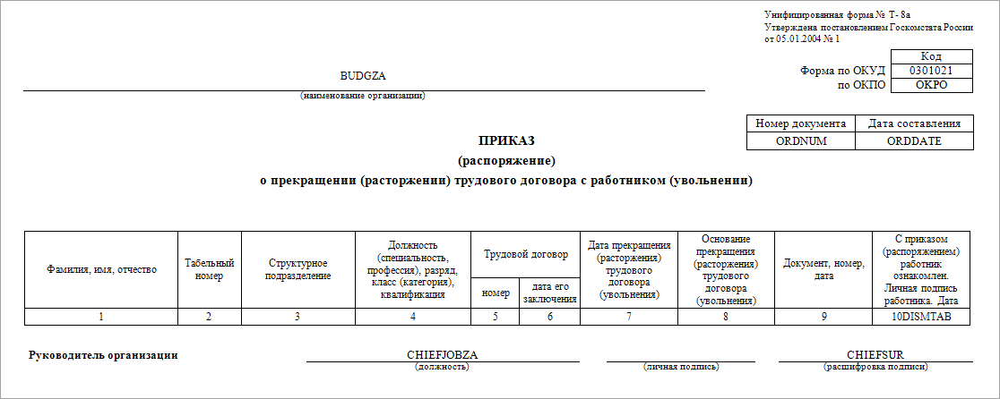 Унифицированная форма № Т- 8а
Утверждена постановлением Госкомстата России
от 05.01.2004 № 1
Код
Форма по ОКУД 0301021
BUDGZA
по ОКПО OKPO
(наименование организации)
Номер документа Дата составления
ORDNUM ORDDATE
ПРИКАЗ
(распоряжение)
о прекращении (расторжении) трудового договора с работником (увольнении)
Фамилия, имя, отчество
Табельный
номер
Структурное
подразделение
Должность
(специальность,
профессия), разряд,
класс (категория),
квалификация
Трудовой договор
номер
дата его
заключения
Дата прекращения
(расторжения)
трудового
договора
(увольнения)
Основание
прекращения
(расторжения)
трудового
договора
(увольнения)
Документ, номер,
дата
С приказом
(распоряжением)
работник
ознакомлен.
Личная подпись
работника. Дата
1 2 3 4 5 6 7 8 9 10DISMTAB
Руководитель организации CHIEFJOBZA CHIEFSUR
(должность) (личная подпись) (расшифровка подписи)